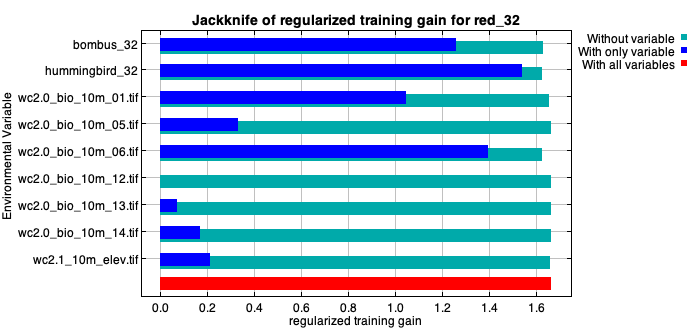 Jackknife of regularized training gain for red_32
Without variable
With only variable
With all variables
Environmental Variable
bombus_32
hummingbird_32
wc2.0_bio_10m_01.tif
wc2.0_bio_10m_05.tif
wc2.0_bio_10m_06.tif
wc2.0_bio_10m_12.tif
wc2.0_bio_10m_13.tif
wc2.0_bio_10m_14.tif
wc2.1_10m_elev.tif
0.0 0.2 0.4 0.6 0.8 1.0 1.2 1.4 1.6
regularized training gain